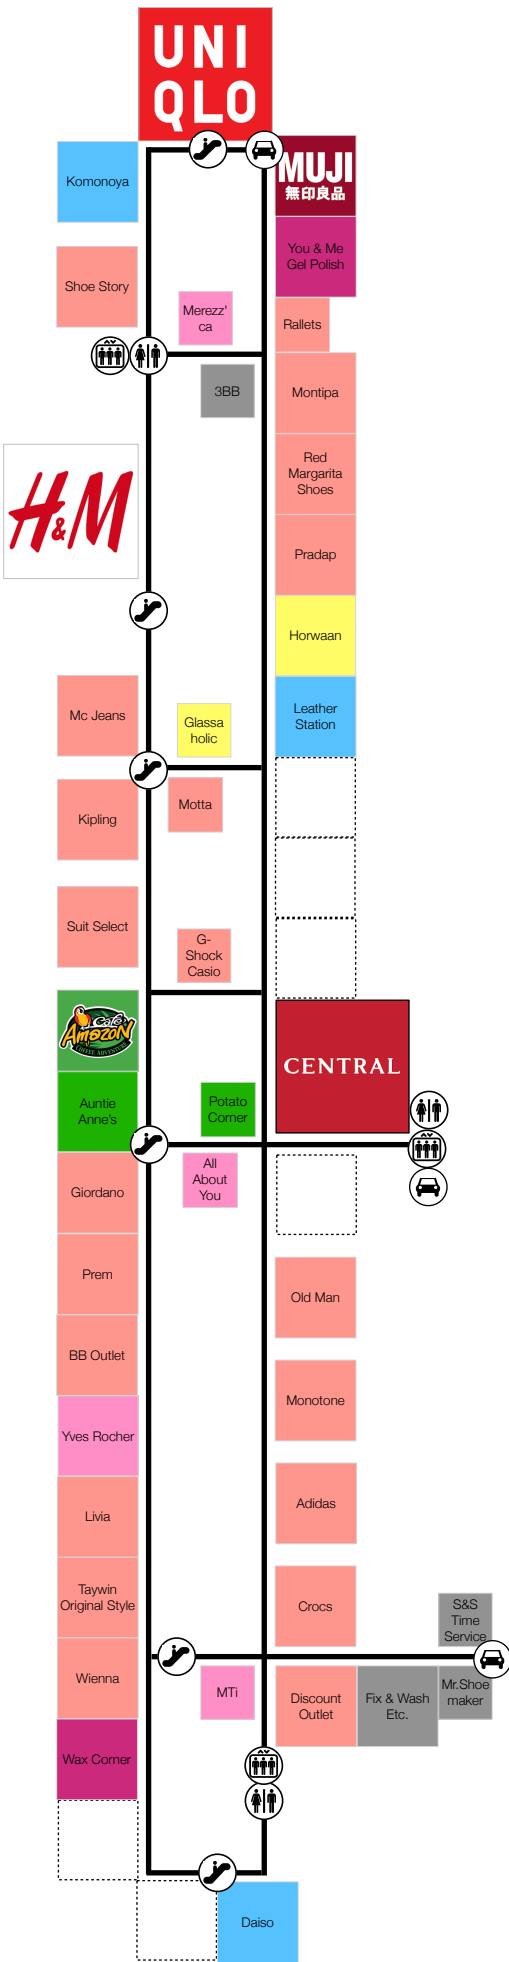 UNI
QLO
MUJI
無印良品
Komonoya
You & Me
Gel Polish
Shoe Story
Merezz'
ca
Rallets
3BB
Montipa
Red
Margarita
Shoes
H&M
Pradap
Horwaan
Mc Jeans
Glassa
holic
Leather
Station
Kipling
Motta
Suit Select
G-
Shock
Casio
Café
Amazon
COFFEE ADVENTURE
CENTRAL
Auntie
Anne's
Potato
Corner
Giordano
All
About
You
Prem
Old Man
BB Outlet
Monotone
Yves Rocher
Livia
Adidas
Taywin
Original Style
Crocs
S&S
Time
Service
Wienna
MTi
Discount
Outlet
Fix & Wash
Etc.
Mr.Shoe
maker
Wax Corner
Daiso